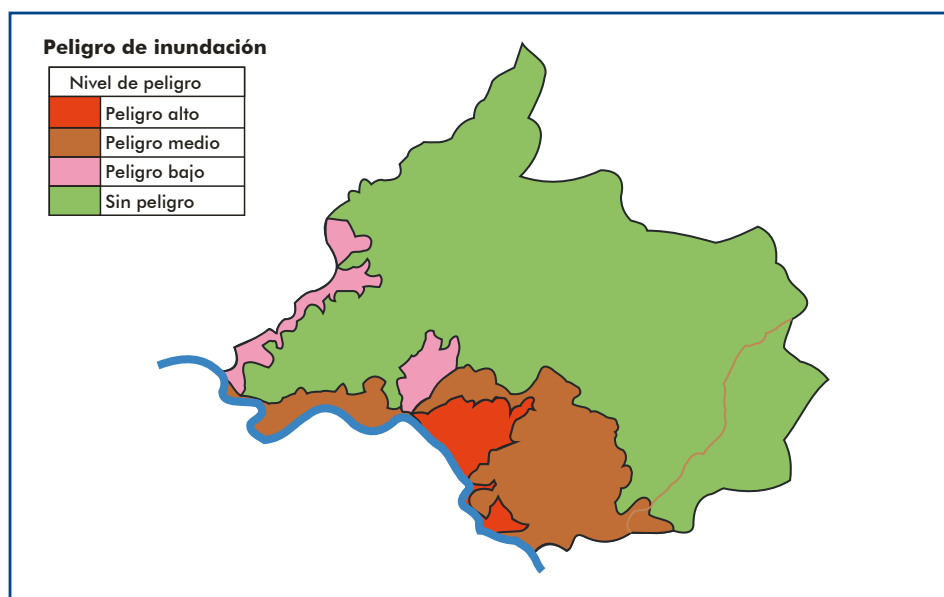 Peligro de inundación
Nivel de peligro
Peligro alto
Peligro medio
Peligro bajo
Sin peligro